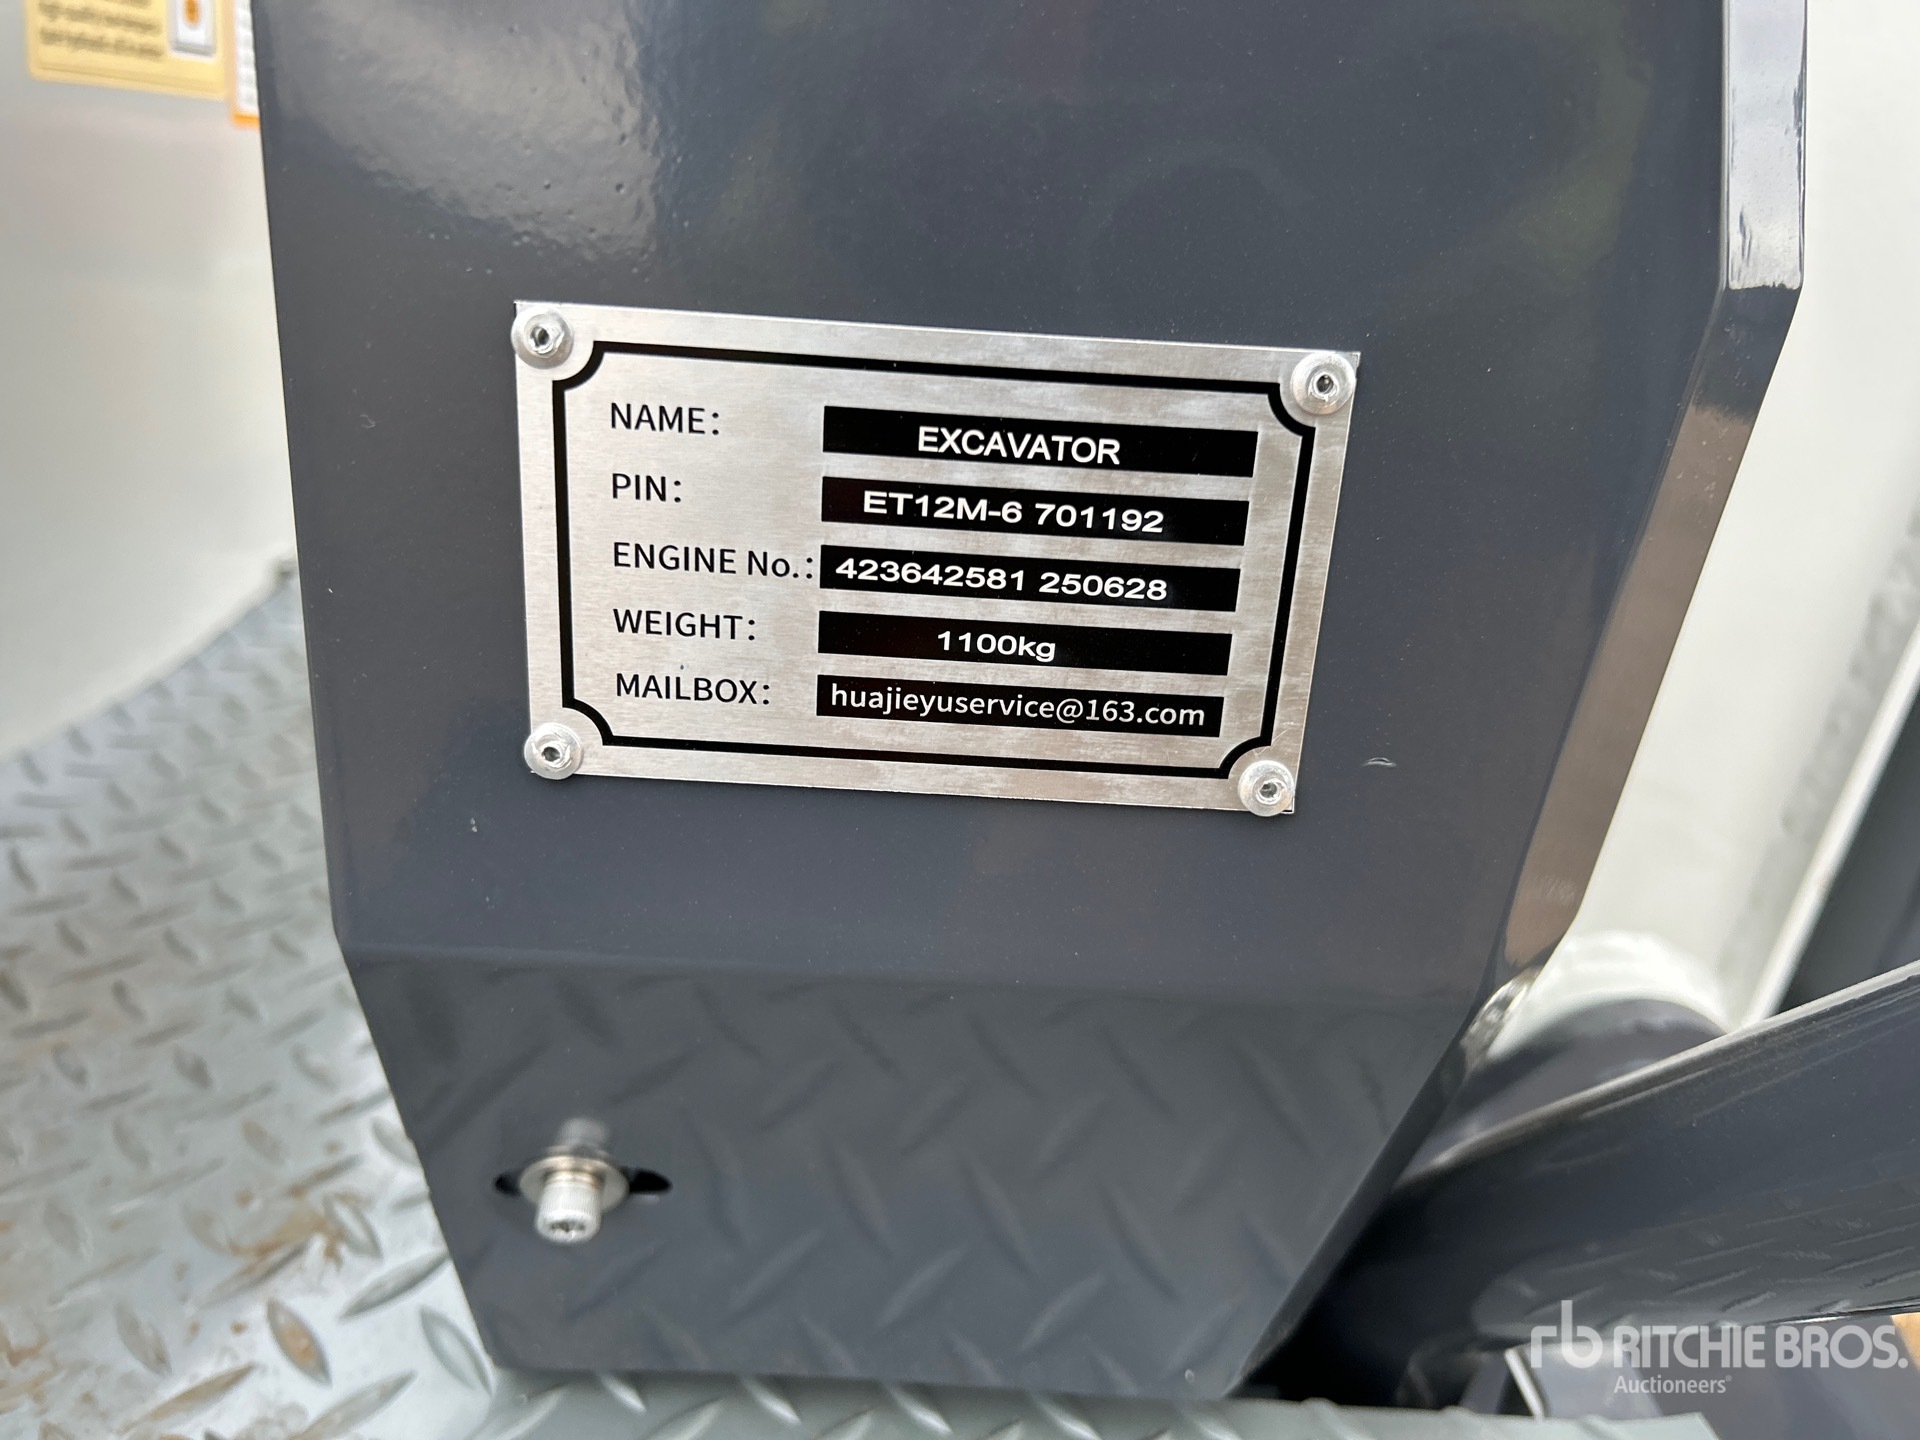 NAME: EXCAVATOR
PIN: ET12M-6 701192
ENGINE No.: 423642581 250628
WEIGHT: 1100kg
MAILBOX: huajieyuservice@163.com
rb RITCHIE BROS.
Auctioneers